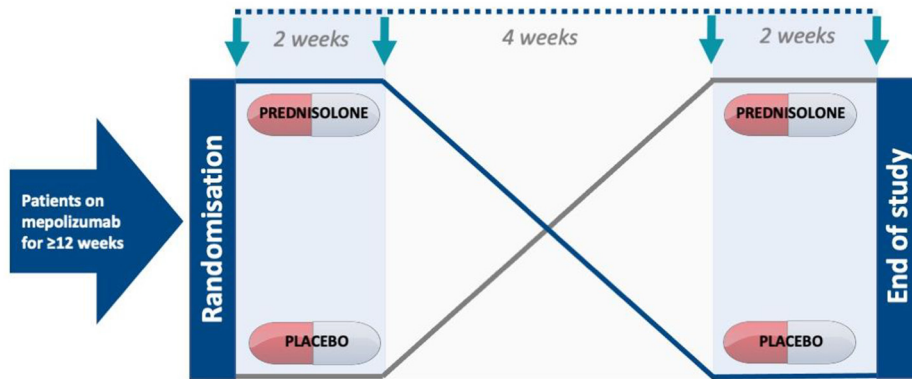 2 weeks
4 weeks
2 weeks
Patients on
mepolizumab
for ≥12 weeks
Randomisation
PREDNISOLONE
PLACEBO
PREDNISOLONE
PLACEBO
End of study